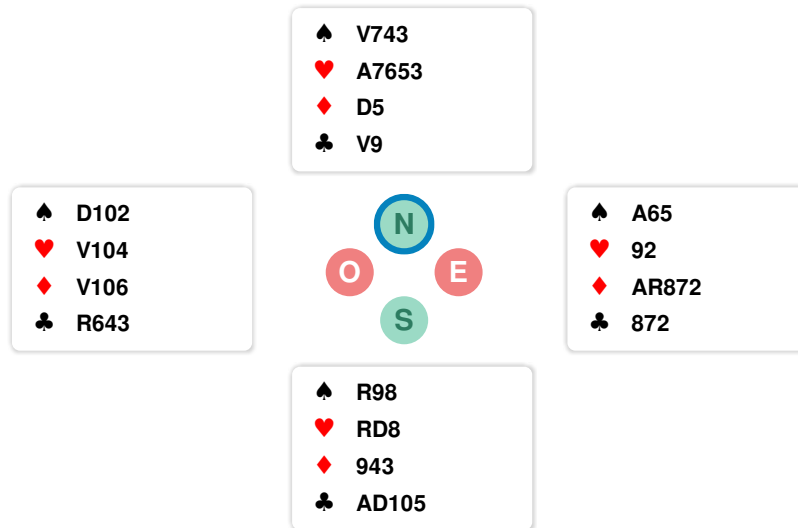 ♠ V743
♥ A7653
♦ D5
♣ V9
♠ D102
♥ V104
♦ V106
♣ R643
N
O
E
S
♠ A65
♥ 92
♦ AR872
♣ 872
♠ R98
♥ RD8
♦ 943
♣ AD105